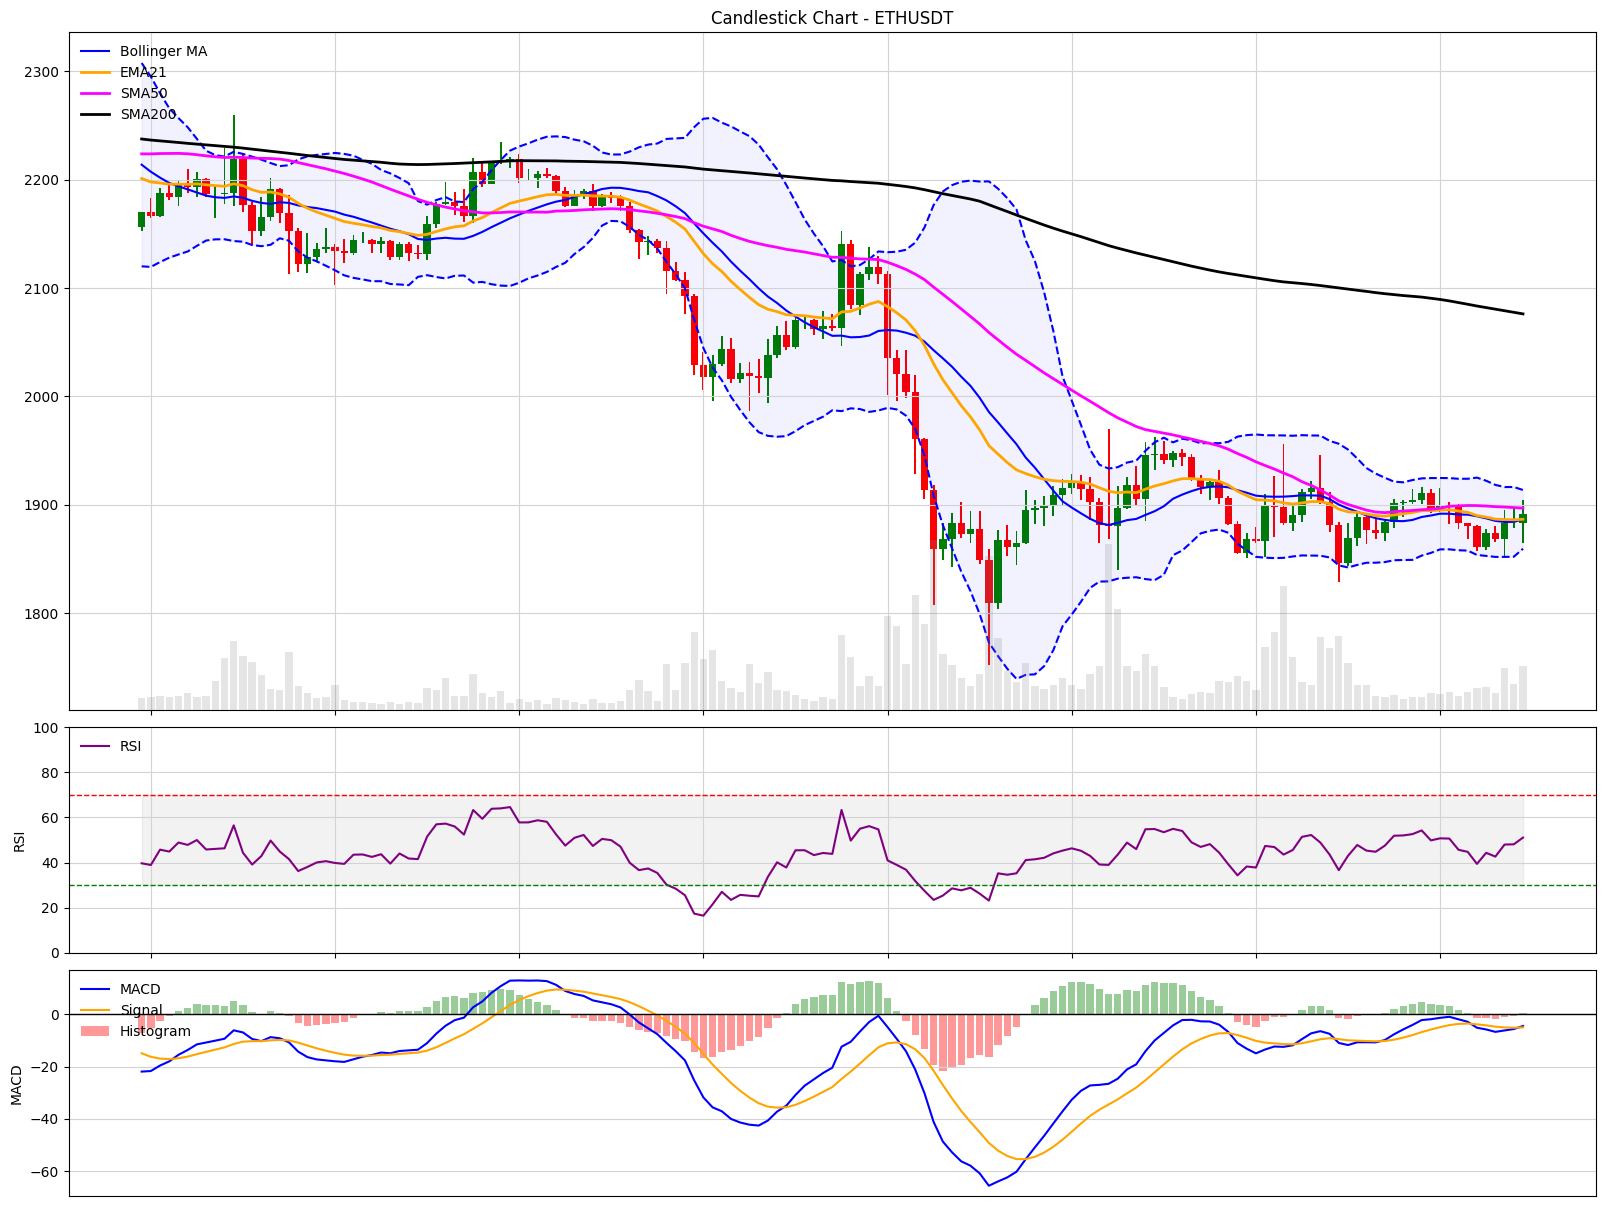 Candlestick Chart - ETHUSDT
Bollinger MA
EMA21
SMA50
SMA200
2300
2200
2100
2000
1900
1800
RSI
100
80
60
40
20
0
RSI
MACD
Signal
Histogram
0
−20
−40
−60
MACD